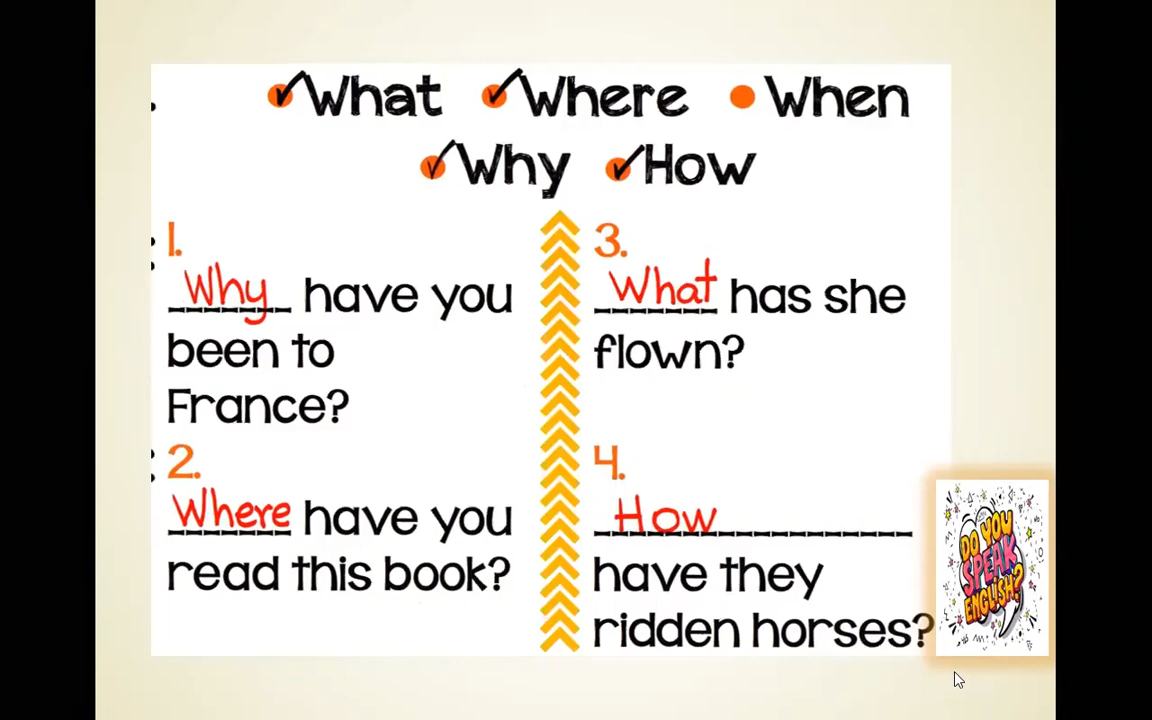 What Where When
Why How
1.
Why have you
been to
France?
2.
Where have you
read this book?
3.
What has she
flown?
4.
How
have they
ridden horses?
DO YOU
SPEAK
ENGLISH?